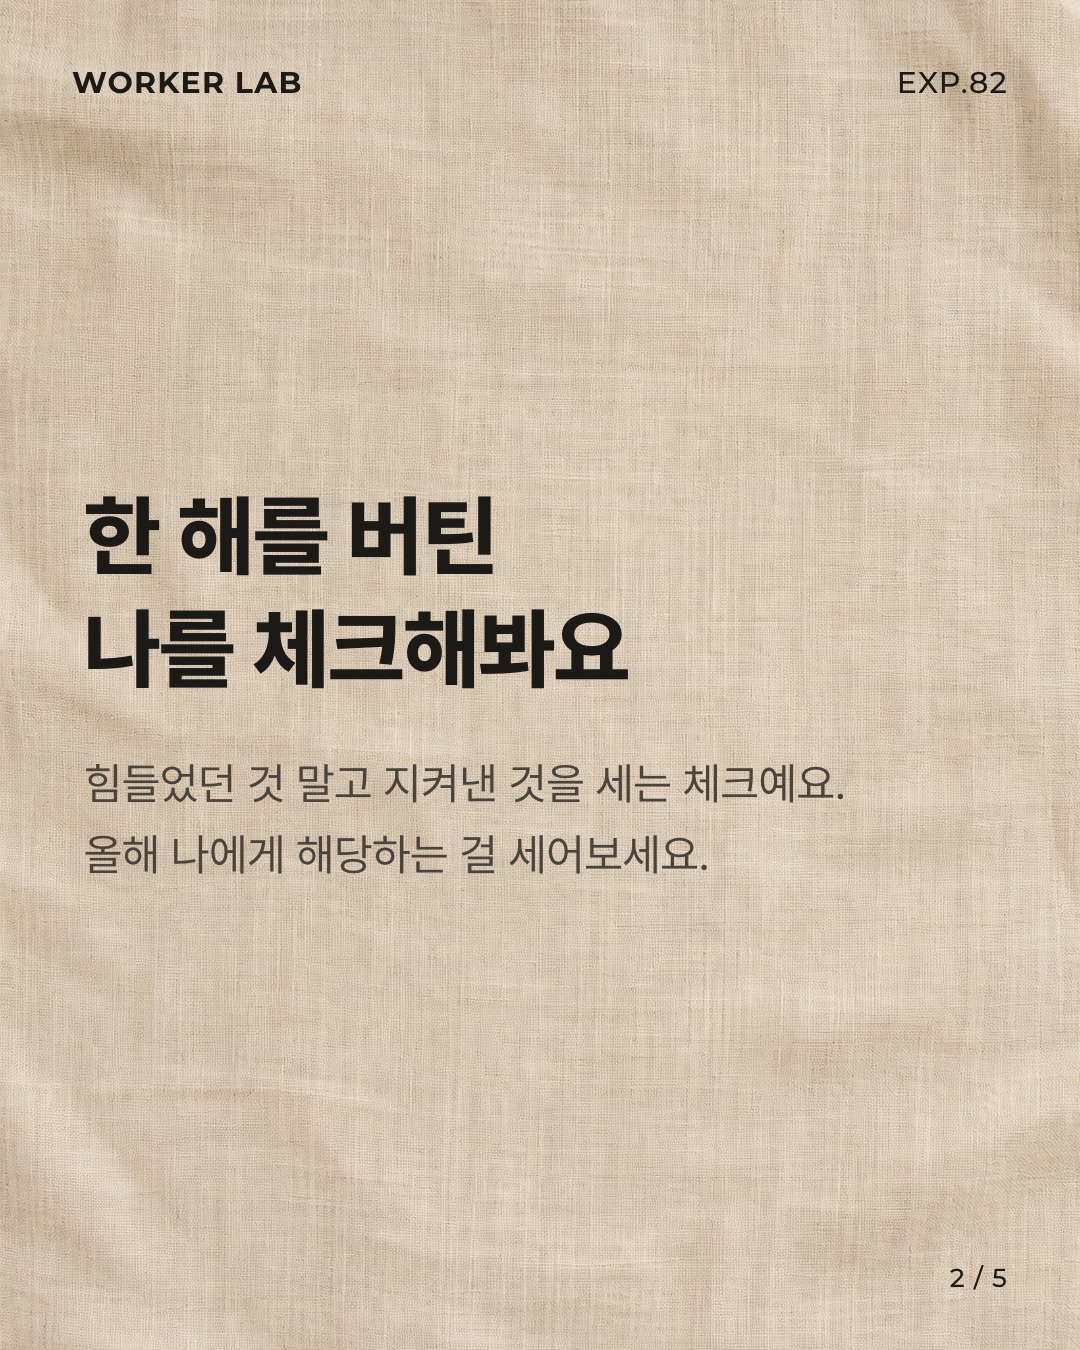 WORKER LAB
EXP.82
한 해를 버틴
나를 체크해봐요
힘들었던 것 말고 지켜낸 것을 세는 체크예요.
올해 나에게 해당하는 걸 세어보세요.
2 / 5